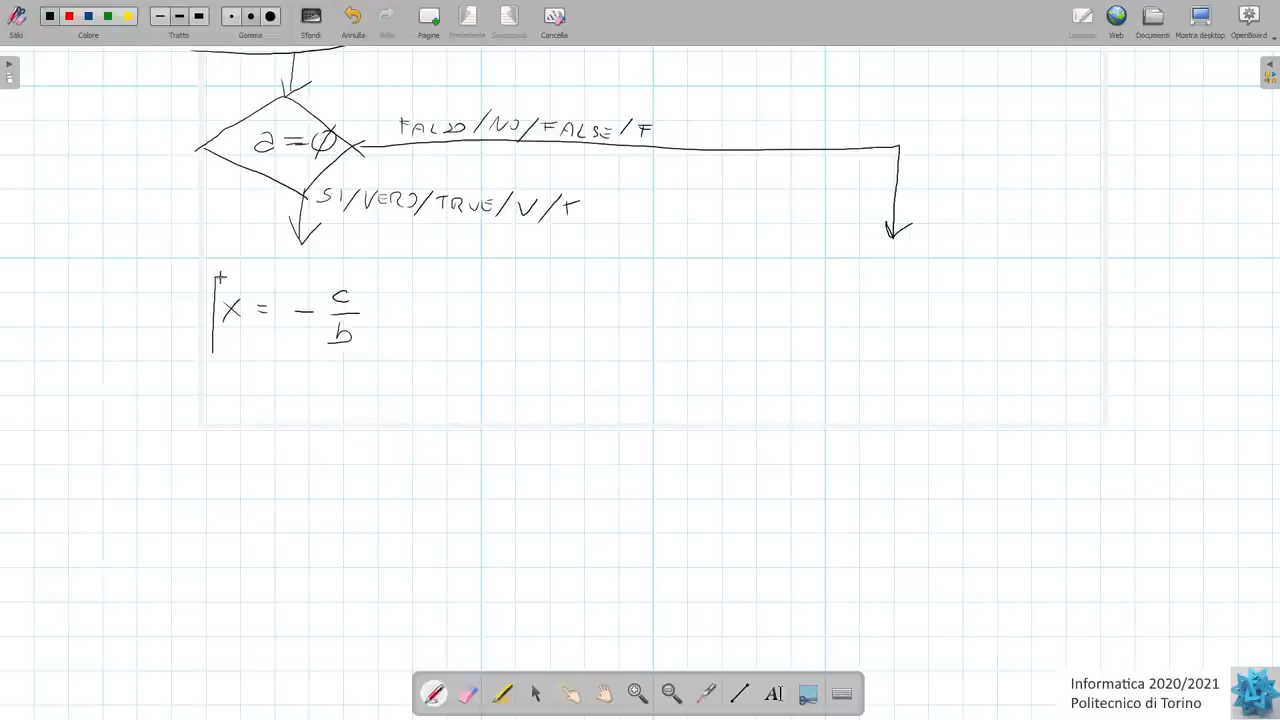 Stilo
Colore
Tratto
Gomma
Sfondi
Annulla
Pagine
Cancella
Web
Documenti
Mostra desktop
OpenBoard
FALSO/NO/FALSE/F
a=0
SI/VERO/TRUE/V/T
x = - c
b
Informatica 2020/2021
Politecnico di Torino